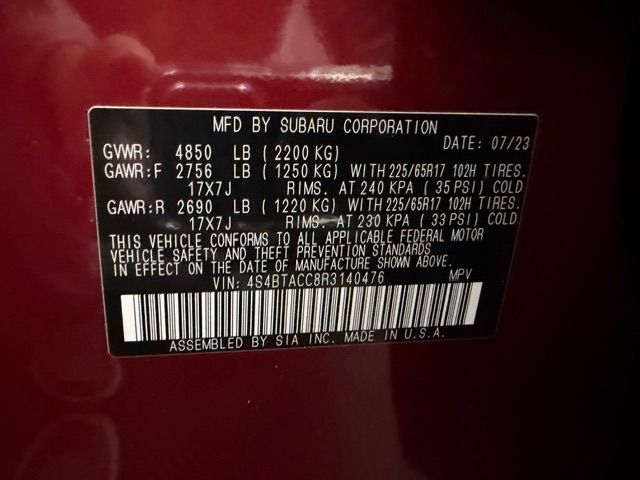 MFD BY SUBARU CORPORATION
DATE: 07/23
GVWR: 4850 LB ( 2200 KG)
GAWR:F 2756 LB ( 1250 KG) WITH 225/65R17 102H TIRES.
17X7J RIMS. AT 240 KPA ( 35 PSI) COLD
GAWR:R 2690 LB ( 1220 KG) WITH 225/65R17 102H TIRES.
17X7J RIMS. AT 230 KPA ( 33 PSI) COLD
THIS VEHICLE CONFORMS TO ALL APPLICABLE FEDERAL MOTOR
VEHICLE SAFETY AND THEFT PREVENTION STANDARDS
IN EFFECT ON THE DATE OF MANUFACTURE SHOWN ABOVE.
VIN: 4S4BTACC8R3140476 MPV
ASSEMBLED BY SIA INC. MADE IN U.S.A.